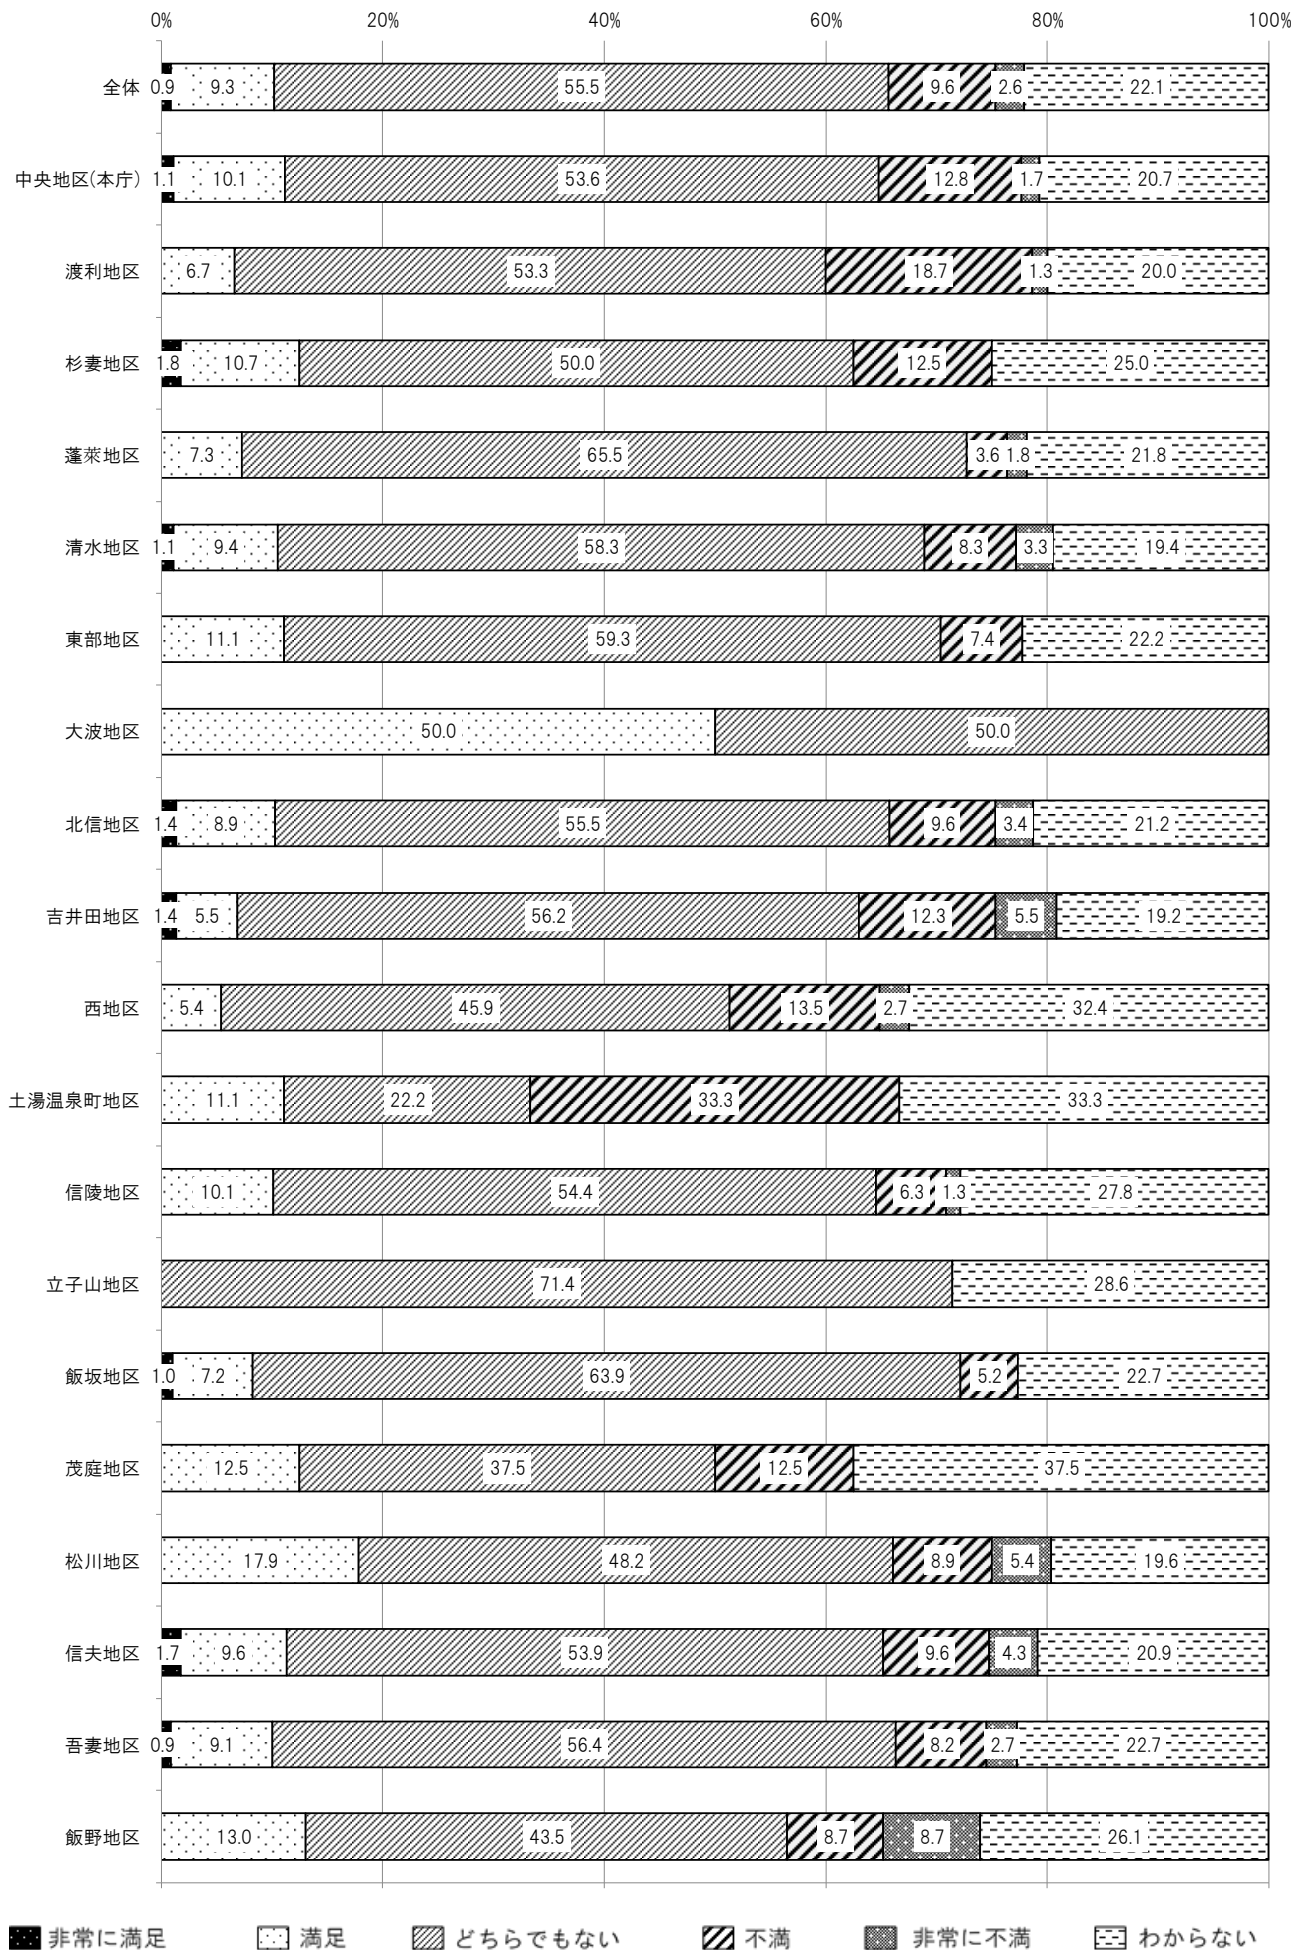 0% 20% 40% 60% 80% 100%
全体 0.9 9.3 55.5 9.6 2.6 22.1
中央地区(本庁) 1.1 10.1 53.6 12.8 1.7 20.7
渡利地区 6.7 53.3 18.7 1.3 20.0
杉妻地区 1.8 10.7 50.0 12.5 25.0
蓬萊地区 7.3 65.5 3.6 1.8 21.8
清水地区 1.1 9.4 58.3 8.3 3.3 19.4
東部地区 11.1 59.3 7.4 22.2
大波地区 50.0 50.0
北信地区 1.4 8.9 55.5 9.6 3.4 21.2
吉井田地区 1.4 5.5 56.2 12.3 5.5 19.2
西地区 5.4 45.9 13.5 2.7 32.4
土湯温泉町地区 11.1 22.2 33.3 33.3
信陵地区 10.1 54.4 6.3 1.3 27.8
立子山地区 71.4 28.6
飯坂地区 1.0 7.2 63.9 5.2 22.7
茂庭地区 12.5 37.5 12.5 37.5
松川地区 17.9 48.2 8.9 5.4 19.6
信夫地区 1.7 9.6 53.9 9.6 4.3 20.9
吾妻地区 0.9 9.1 56.4 8.2 2.7 22.7
飯野地区 13.0 43.5 8.7 8.7 26.1
非常に満足 満足 どちらでもない 不満 非常に不満 わからない